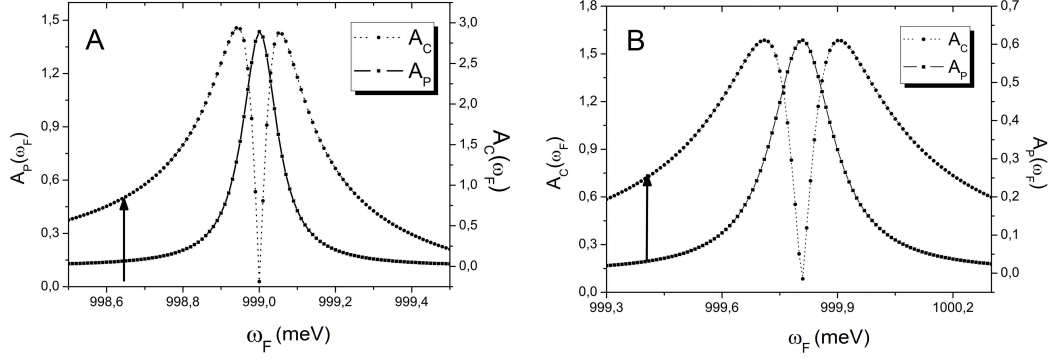 A
A_C
A_P
A_P(ω_F)
1,5
1,2
0,9
0,6
0,3
0,0
3,0
2,5
2,0
1,5
1,0
0,5
0,0
A_C(ω_F)
998,6 998,8 999,0 999,2 999,4
ω_F (meV)
B
A_C
A_P
A_C(ω_F)
1,8
1,5
1,2
0,9
0,6
0,3
0,0
0,7
0,6
0,5
0,4
0,3
0,2
0,1
0,0
A_P(ω_F)
999,3 999,6 999,9 1000,2
ω_F (meV)